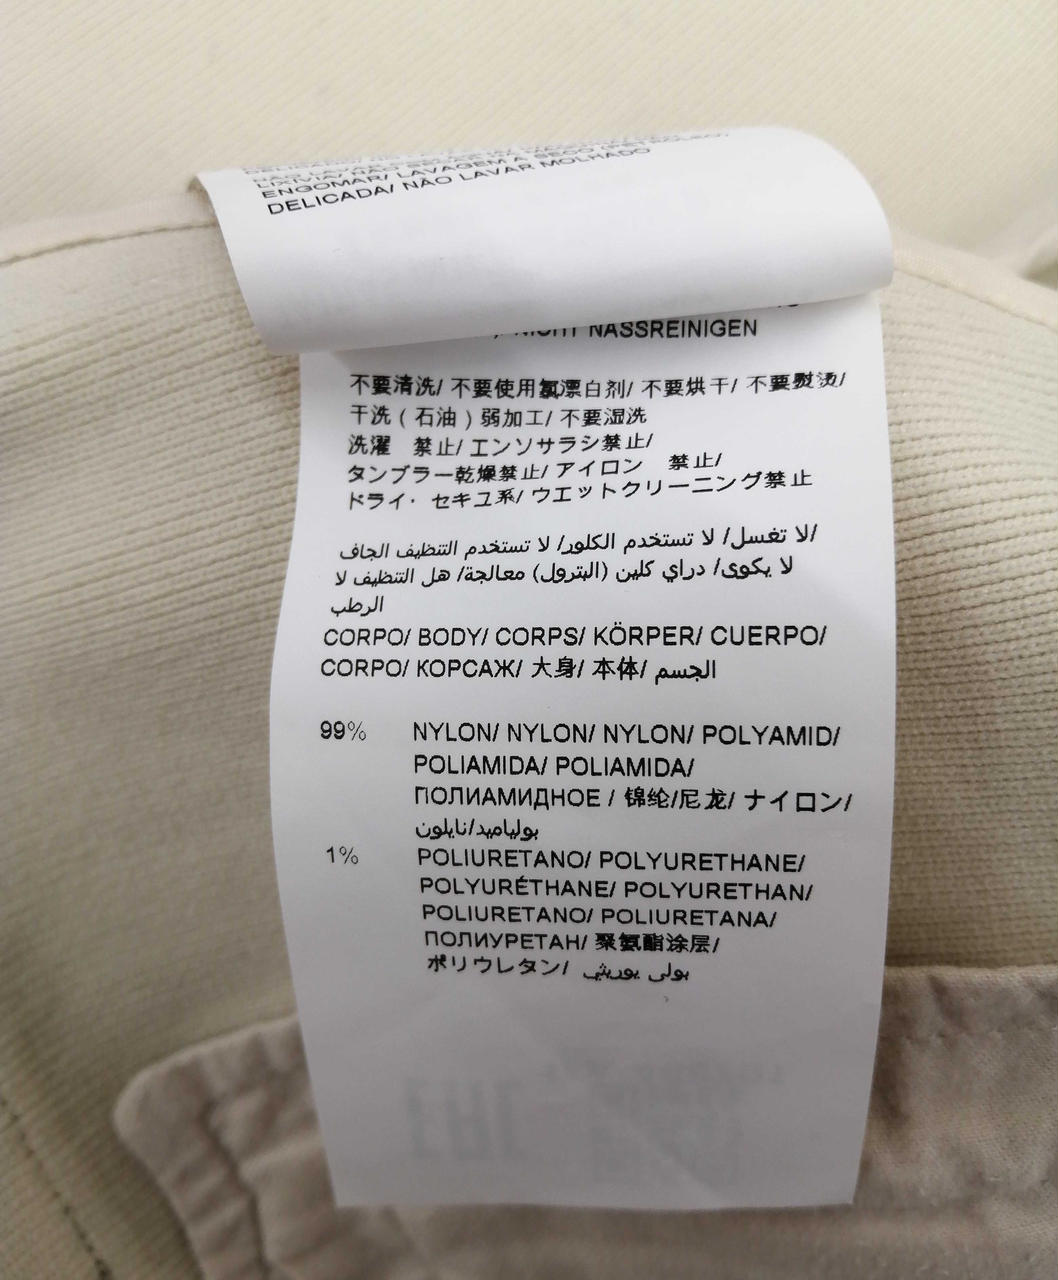 LIXIVIA/ NÃO SECAR NA MÁQUINA/ NÃO
ENGOMAR/ LAVAGEM A SECO (PETRÓLEO)
DELICADA/ NÃO LAVAR MOLHADO
NICHT NASSREINIGEN
不要清洗/ 不要使用氯漂白剂/ 不要烘干/ 不要熨烫/
干洗 ( 石油 ) 弱加工/ 不要湿洗
洗濯 禁止/ エンソサラシ禁止/
タンブラー乾燥禁止/ アイロン 禁止/
ドライ· セキユ系/ ウエットクリーニング禁止
لا تغسل/ لا تستخدم الكلور/ لا تستخدم التنظيف الجاف/
لا يكوى/ دراي كلين (البترول) معالجة/ هل التنظيف لا
الرطب
CORPO/ BODY/ CORPS/ KÖRPER/ CUERPO/
CORPO/ КОРСАЖ/ 大身/ 本体/ الجسم
99% NYLON/ NYLON/ NYLON/ POLYAMID/
POLIAMIDA/ POLIAMIDA/
ПОЛИАМИДНОЕ / 锦纶/尼龙/ ナイロン/
بولياميد/نايلون
1% POLIURETANO/ POLYURETHANE/
POLYURÉTHANE/ POLYURETHAN/
POLIURETANO/ POLIURETANA/
ПОЛИУРЕТАН/ 聚氨酯涂层/
ポリウレタン/ بولى يوريثي